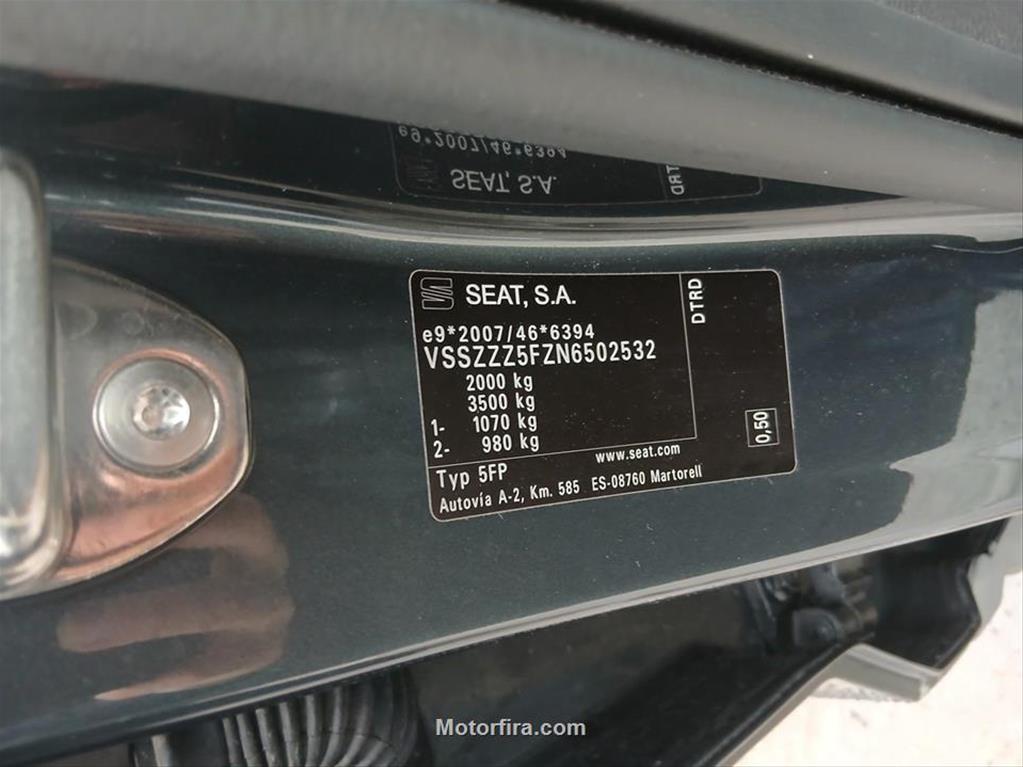 SEAT, S.A.
DTRD
e9*2007/46*6394
VSSZZZ5FZN6502532
2000 kg
3500 kg
1- 1070 kg
2- 980 kg
0,50
www.seat.com
Typ 5FP
Autovía A-2, Km. 585 ES-08760 Martorell
Motorfira.com